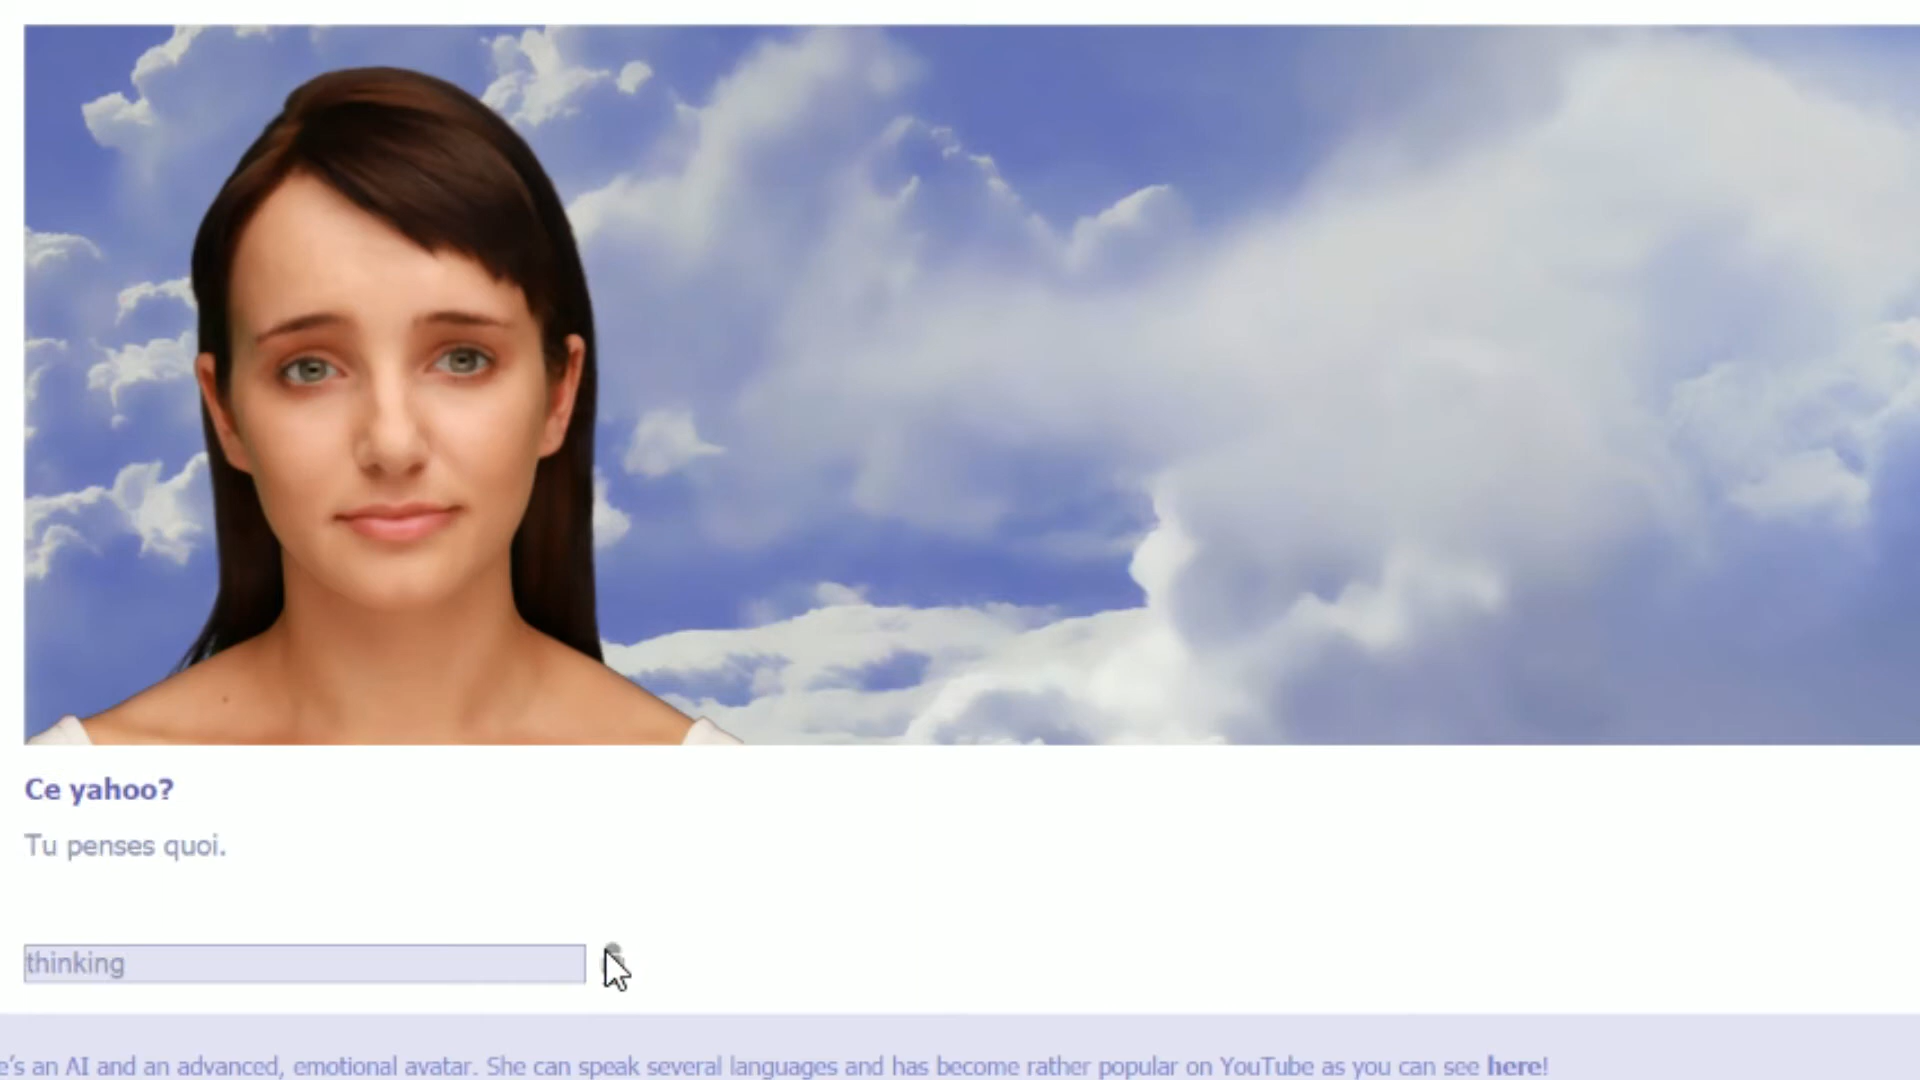 Ce yahoo?
Tu penses quoi.
thinking
e's an AI and an advanced, emotional avatar. She can speak several languages and has become rather popular on YouTube as you can see here!